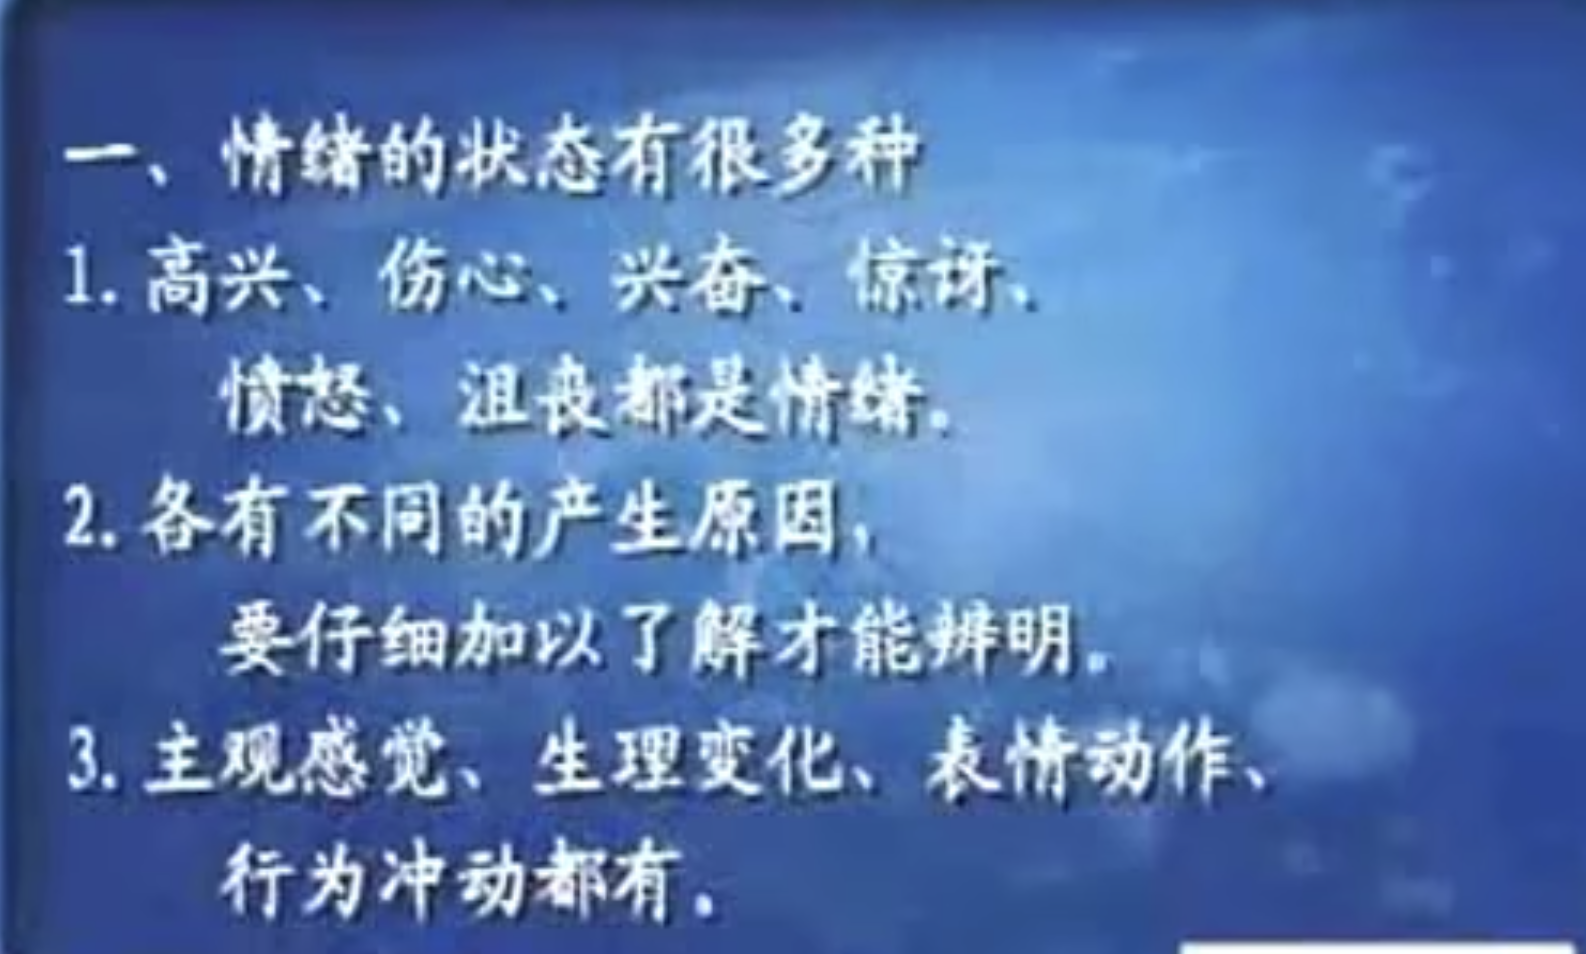 一、情绪的状态有很多种
1.高兴、伤心、兴奋、惊讶、
愤怒、沮丧都是情绪.
2.各有不同的产生原因,
要仔细加以了解才能辨明.
3.主观感觉、生理变化、表情动作、
行为冲动都有.